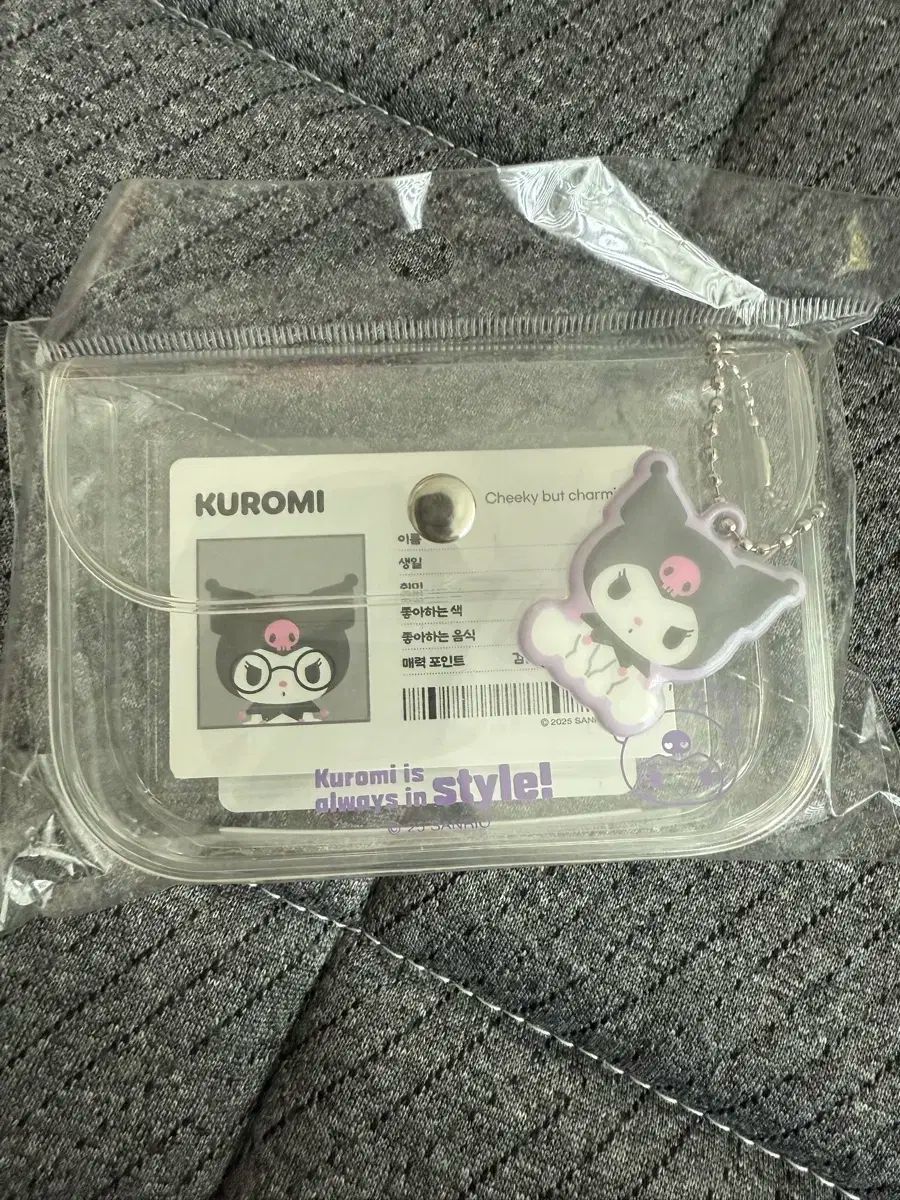 KUROMI
Cheeky but charmi
이름
생일
취미
좋아하는 색
좋아하는 음식
매력 포인트
© 2025 SAN
Kuromi is
always in style!
© 25 SANRIO